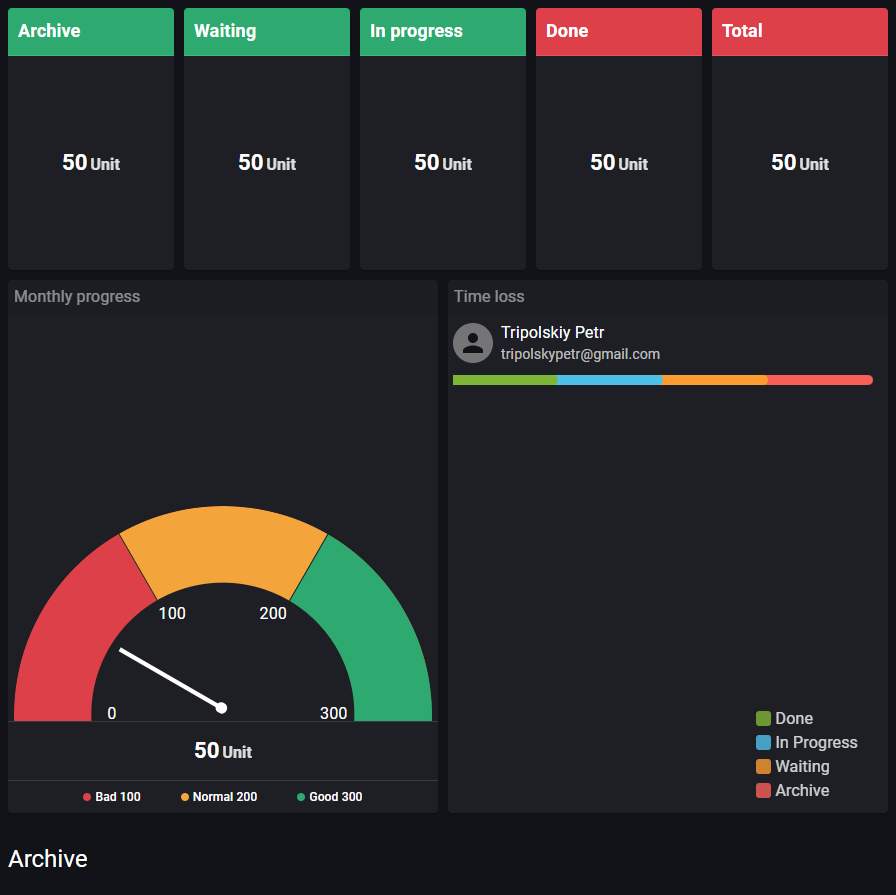 Archive
Waiting
In progress
Done
Total
50 Unit
50 Unit
50 Unit
50 Unit
50 Unit
Monthly progress
Time loss
Tripolskiy Petr
tripolskypetr@gmail.com
100
200
0
300
50 Unit
Bad 100
Normal 200
Good 300
Done
In Progress
Waiting
Archive
Archive